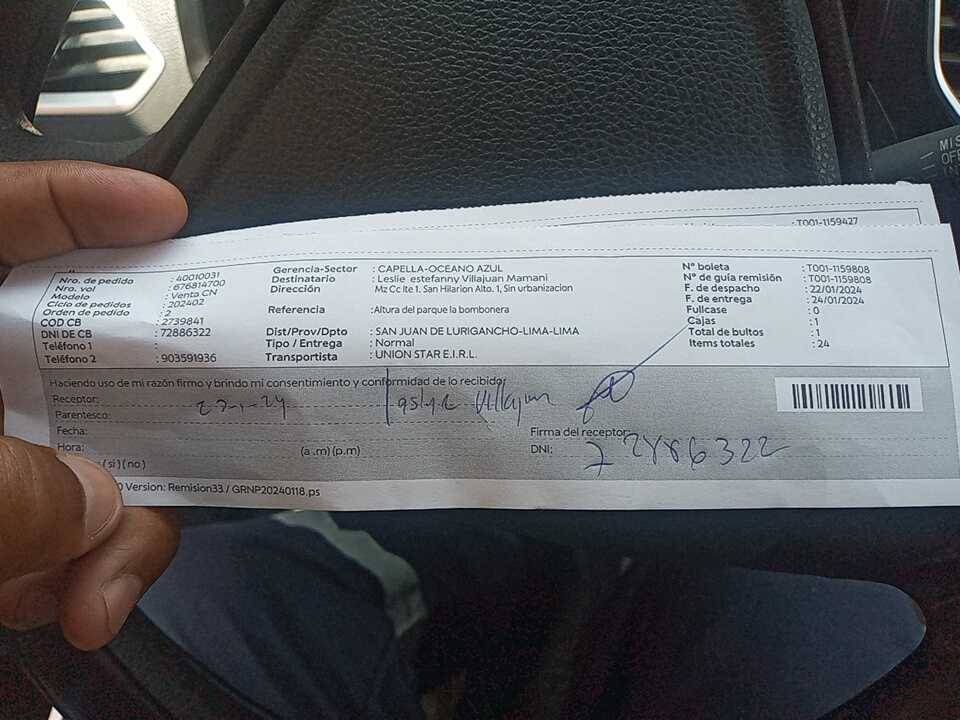 : T001-1159427
Nro. de pedido : 40010031
Nro. vol : 676814700
Modelo : Venta CN
Ciclo de pedidos : 202402
Orden de pedido : 2
COD CB : 2739841
DNI DE CB : 72886322
Teléfono 1 :
Teléfono 2 : 903591936
Gerencia-Sector : CAPELLA-OCEANO AZUL
Destinatario : Leslie estefanny Villajuan Mamani
Dirección Mz Cc lte 1. San Hilarion Alto. 1, Sin urbanizacion
Referencia :Altura del parque la bombonera
Dist/Prov/Dpto : SAN JUAN DE LURIGANCHO-LIMA-LIMA
Tipo / Entrega : Normal
Transportista : UNION STAR E.I.R.L.
N° boleta : T001-1159808
N° de guía remisión : T001-1159808
F. de despacho : 22/01/2024
F. de entrega : 24/01/2024
Fullcase : 0
Cajas : 1
Total de bultos : 1
Items totales : 24
Haciendo uso de mi razón firmo y brindo mi consentimiento y conformidad de lo recibido
Receptor:
Parentesco:
Fecha:
Hora: (a.m)(p.m)
(si)(no)
Villajuan
Firma del receptor:
DNI: 72886322
O Version: Remision33 / GRNP20240118.ps
MIS
OF